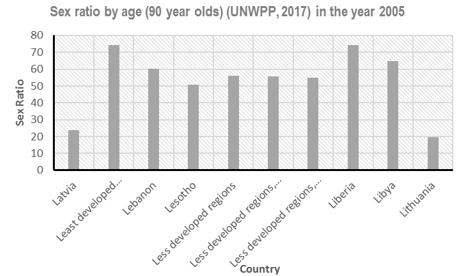 Sex ratio by age (90 year olds) (UNWPP, 2017) in the year 2005
Sex Ratio
80
70
60
50
40
30
20
10
0
Latvia
Least developed...
Lebanon
Lesotho
Less developed regions
Less developed regions,...
Less developed regions,...
Liberia
Libya
Lithuania
Country